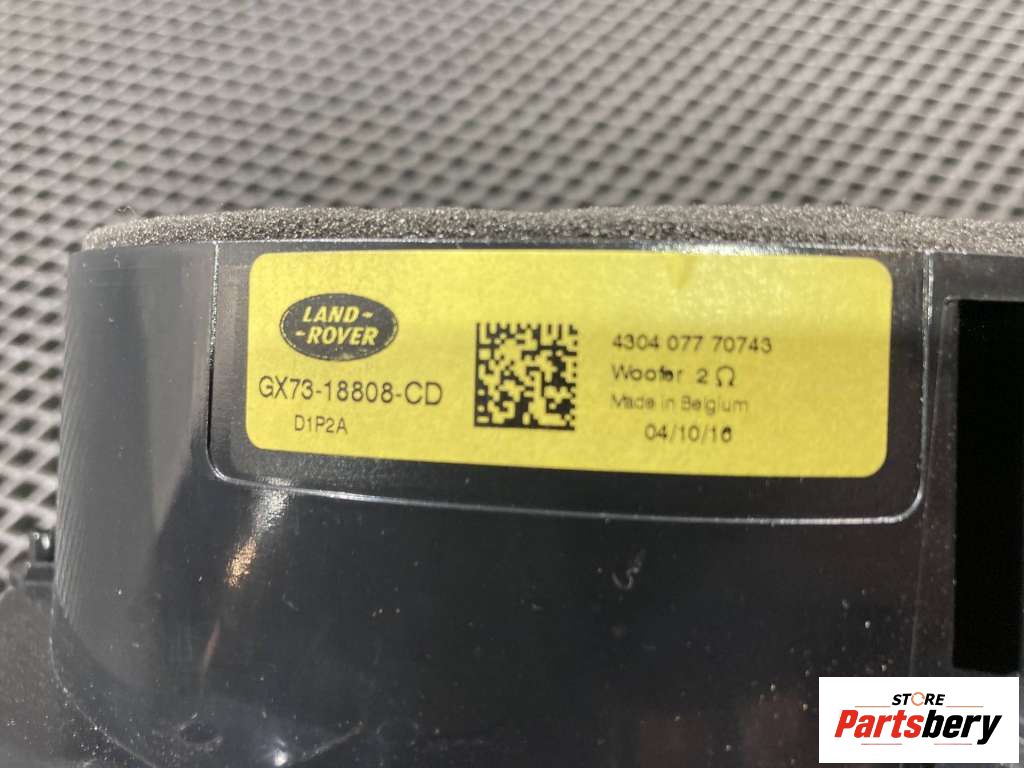 LAND-
-ROVER
GX73-18808-CD
D1P2A
4304 077 70743
Woofer 2 Ω
Made in Belgium
04/10/16
STORE
Partsbery